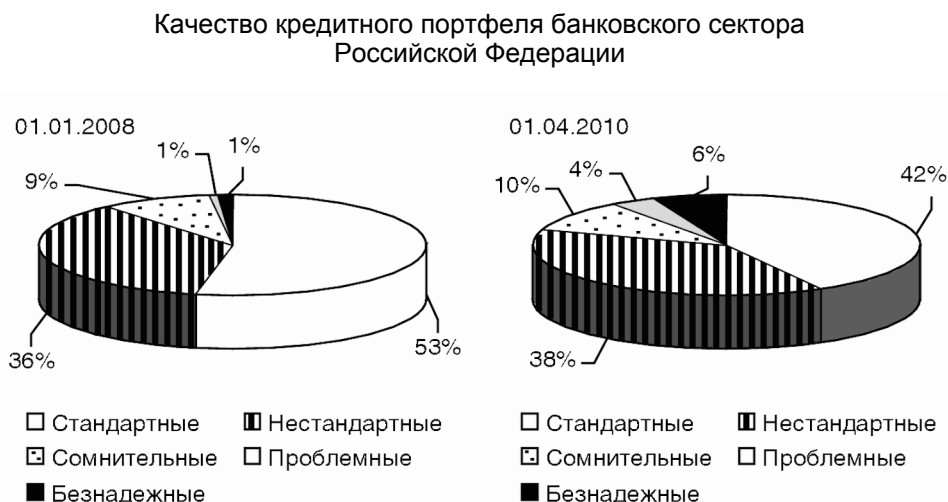 Качество кредитного портфеля банковского сектора
Российской Федерации
01.01.2008
1%
1%
9%
36%
53%
Стандартные
Нестандартные
Сомнительные
Проблемные
Безнадежные
01.04.2010
6%
4%
10%
42%
38%
Стандартные
Нестандартные
Сомнительные
Проблемные
Безнадежные